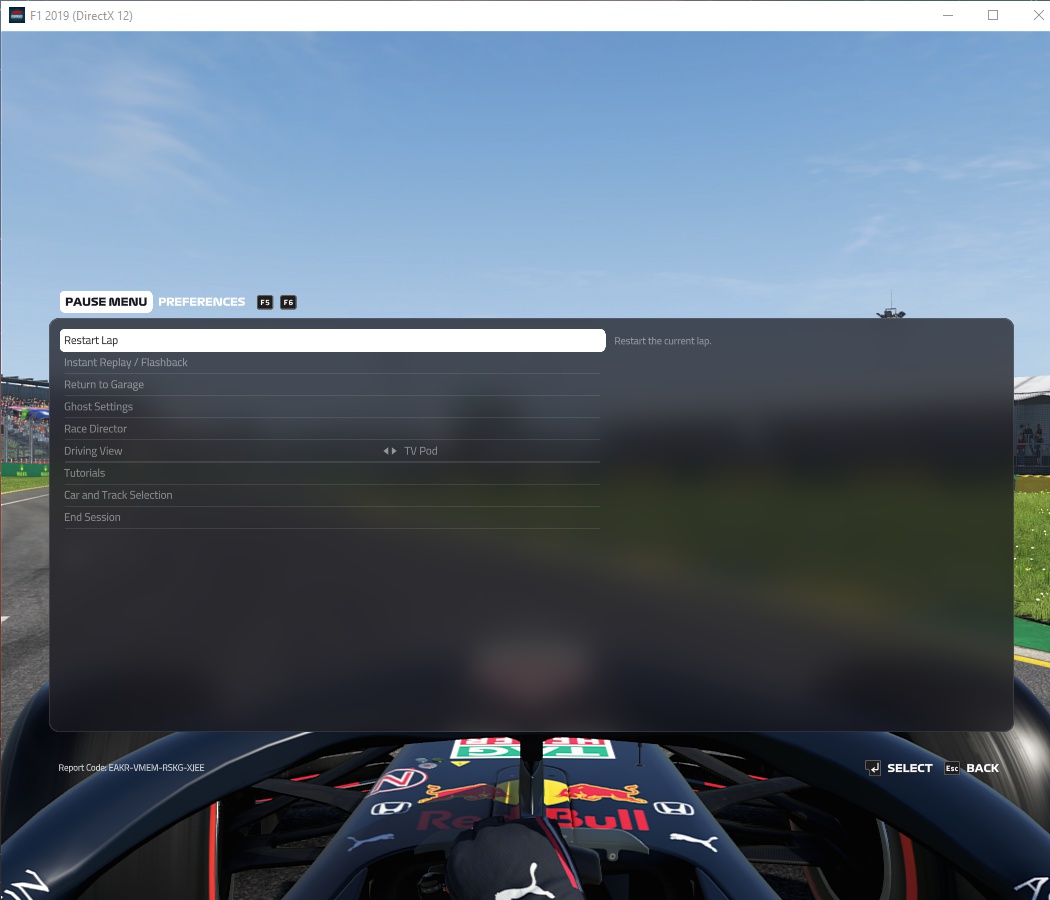 F1 2019 (DirectX 12)
PAUSE MENU PREFERENCES F5 F6
Restart Lap
Restart the current lap.
Instant Replay / Flashback
Return to Garage
Ghost Settings
Race Director
Driving View TV Pod
Tutorials
Car and Track Selection
End Session
Report Code: EAKR-VMEM-RSKG-XJEE
SELECT Esc BACK
TAG
Red Bull